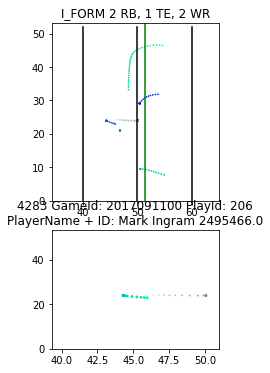 I_FORM 2 RB, 1 TE, 2 WR
50
40
30
20
10
0
40 50 60
4283 GameId: 2017091100 PlayId: 206
PlayerName + ID: Mark Ingram 2495466.0
40
20
0
40.0 42.5 45.0 47.5 50.0